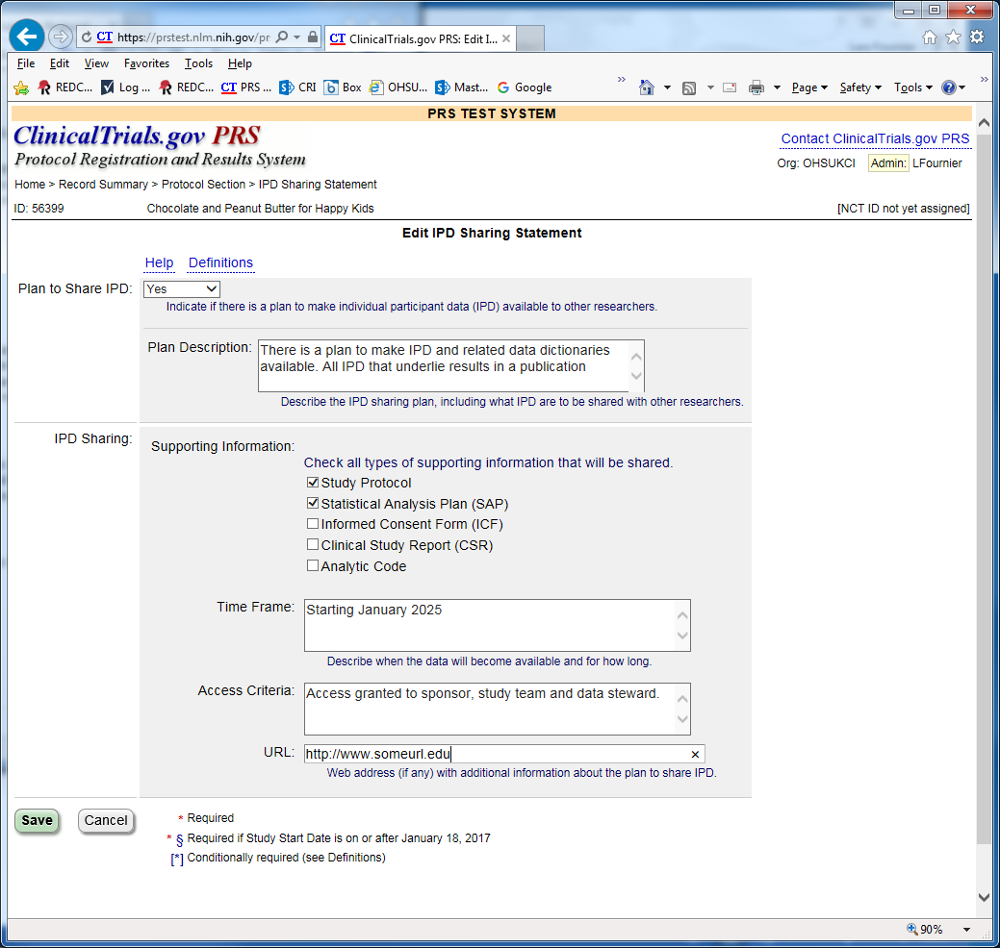 CT https://prstest.nlm.nih.gov/pr
CT ClinicalTrials.gov PRS: Edit I...
File Edit View Favorites Tools Help
REDC... Log ... REDC... CT PRS ... CRI Box OHSU... Mast... Google
Page Safety Tools
PRS TEST SYSTEM
ClinicalTrials.gov PRS
Protocol Registration and Results System
Contact ClinicalTrials.gov PRS
Org: OHSUKCI Admin: LFournier
Home > Record Summary > Protocol Section > IPD Sharing Statement
ID: 56399 Chocolate and Peanut Butter for Happy Kids [NCT ID not yet assigned]
Edit IPD Sharing Statement
Help Definitions
Plan to Share IPD: Yes
Indicate if there is a plan to make individual participant data (IPD) available to other researchers.
Plan Description: There is a plan to make IPD and related data dictionaries
available. All IPD that underlie results in a publication
Describe the IPD sharing plan, including what IPD are to be shared with other researchers.
IPD Sharing: Supporting Information:
Check all types of supporting information that will be shared.
Study Protocol
Statistical Analysis Plan (SAP)
Informed Consent Form (ICF)
Clinical Study Report (CSR)
Analytic Code
Time Frame: Starting January 2025
Describe when the data will become available and for how long.
Access Criteria: Access granted to sponsor, study team and data steward.
URL: http://www.someurl.edu
Web address (if any) with additional information about the plan to share IPD.
Save Cancel * Required
* § Required if Study Start Date is on or after January 18, 2017
[*] Conditionally required (see Definitions)
90%